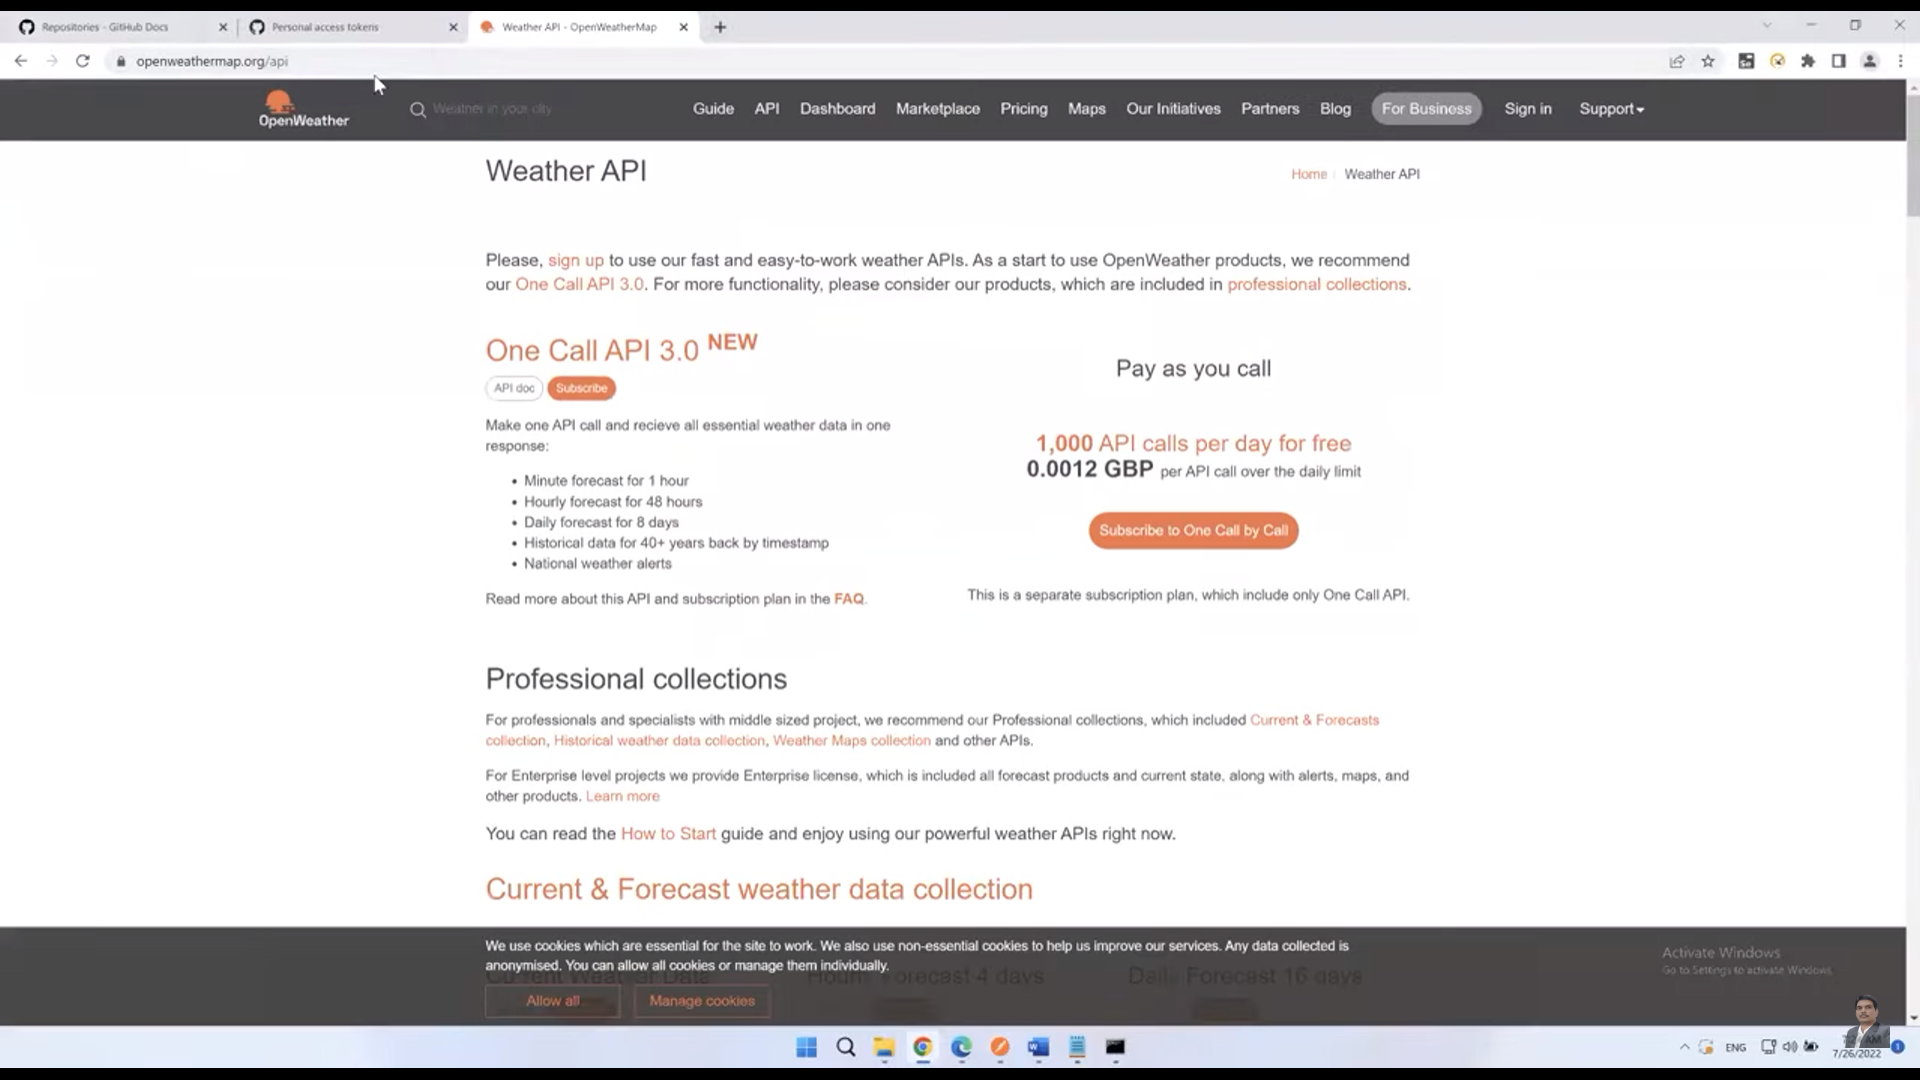 Repositories - GitHub Docs
Personal access tokens
Weather API - OpenWeatherMap
openweathermap.org/api
OpenWeather
Weather in your city
Guide
API
Dashboard
Marketplace
Pricing
Maps
Our Initiatives
Partners
Blog
For Business
Sign in
Support
Weather API
Home / Weather API
Please, sign up to use our fast and easy-to-work weather APIs. As a start to use OpenWeather products, we recommend
our One Call API 3.0. For more functionality, please consider our products, which are included in professional collections.
One Call API 3.0 NEW
API doc
Subscribe
Make one API call and recieve all essential weather data in one
response:
• Minute forecast for 1 hour
• Hourly forecast for 48 hours
• Daily forecast for 8 days
• Historical data for 40+ years back by timestamp
• National weather alerts
Read more about this API and subscription plan in the FAQ.
Pay as you call
1,000 API calls per day for free
0.0012 GBP per API call over the daily limit
Subscribe to One Call by Call
This is a separate subscription plan, which include only One Call API.
Professional collections
For professionals and specialists with middle sized project, we recommend our Professional collections, which included Current & Forecasts
collection, Historical weather data collection, Weather Maps collection and other APIs.
For Enterprise level projects we provide Enterprise license, which is included all forecast products and current state, along with alerts, maps, and
other products. Learn more
You can read the How to Start guide and enjoy using our powerful weather APIs right now.
Current & Forecast weather data collection
We use cookies which are essential for the site to work. We also use non-essential cookies to help us improve our services. Any data collected is
anonymised. You can allow all cookies or manage them individually.
Forecast 4 days
Daily Forecast 16 days
Allow all
Manage cookies
Activate Windows
Go to Settings to activate Windows.
ENG
7/26/2022
1